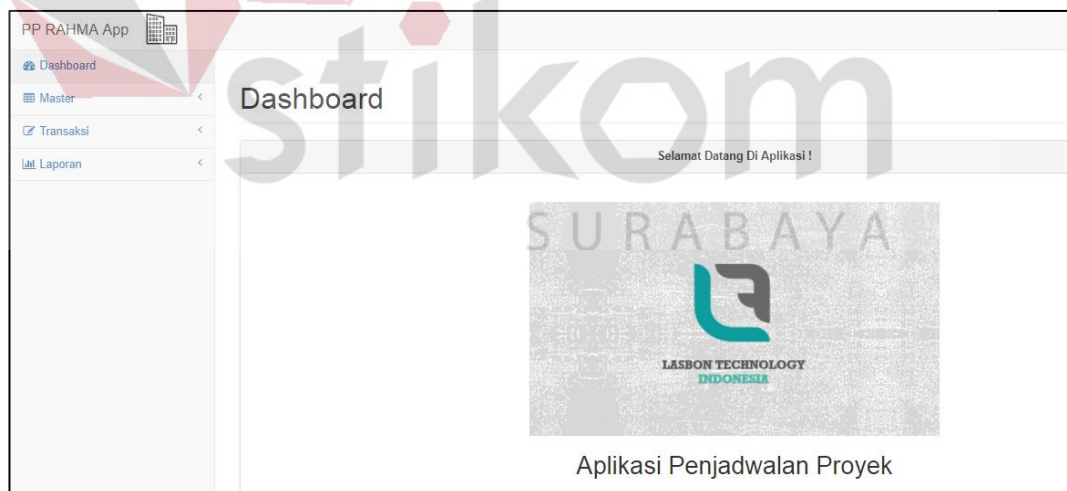 PP RAHMA App
Dashboard
Master
Transaksi
Laporan
Dashboard
Selamat Datang Di Aplikasi !
stikom
SURABAYA
LASBON TECHNOLOGY
INDONESIA
Aplikasi Penjadwalan Proyek